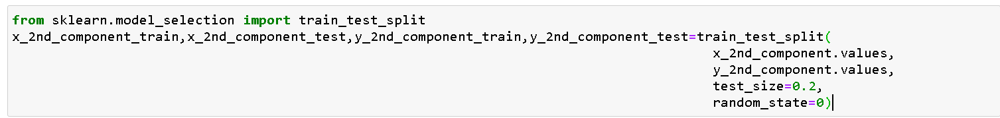 from sklearn.model_selection import train_test_split
x_2nd_component_train,x_2nd_component_test,y_2nd_component_train,y_2nd_component_test=train_test_split(
x_2nd_component.values,
y_2nd_component.values,
test_size=0.2,
random_state=0)